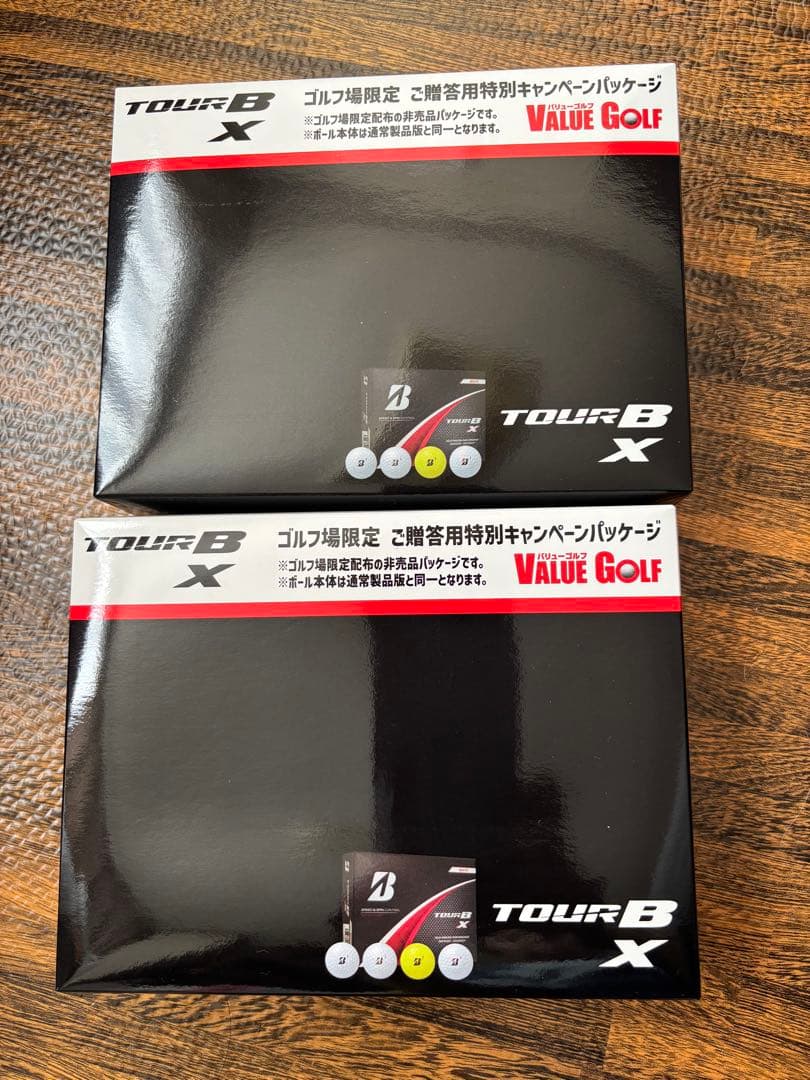 TOURB
X
ゴルフ場限定 ご贈答用特別キャンペーンパッケージ
※ゴルフ場限定配布の非売品パッケージです。
※ボール本体は通常製品版と同一となります。
バリューゴルフ
VALUE GOLF
TOURB
X
TOURB
X
TOURB
X
ゴルフ場限定 ご贈答用特別キャンペーンパッケージ
※ゴルフ場限定配布の非売品パッケージです。
※ボール本体は通常製品版と同一となります。
バリューゴルフ
VALUE GOLF
TOURB
X
TOURB
X